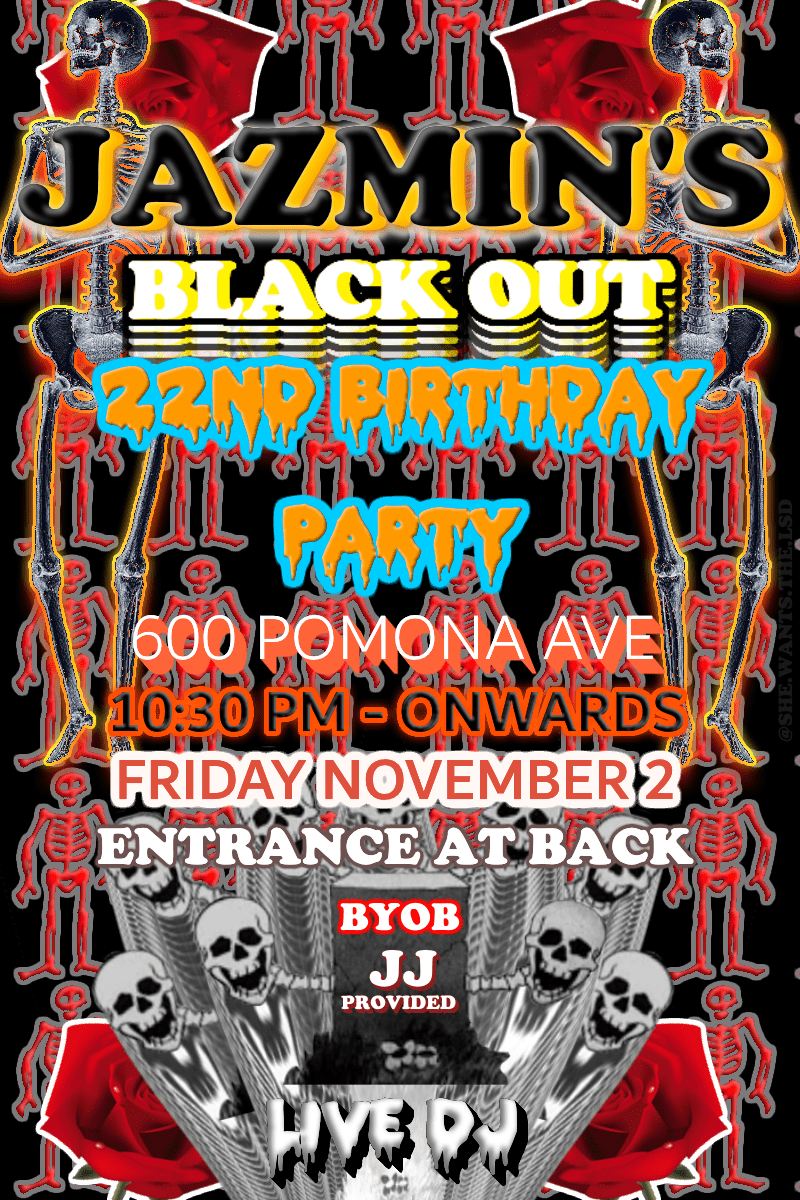 JAZMIN'S
BLACK OUT
22ND BIRTHDAY
PARTY
600 POMONA AVE
10:30 PM - ONWARDS
FRIDAY NOVEMBER 2
ENTRANCE AT BACK
BYOB
JJ
PROVIDED
LIVE DJ
@SHE.WANTS.THE.LSD